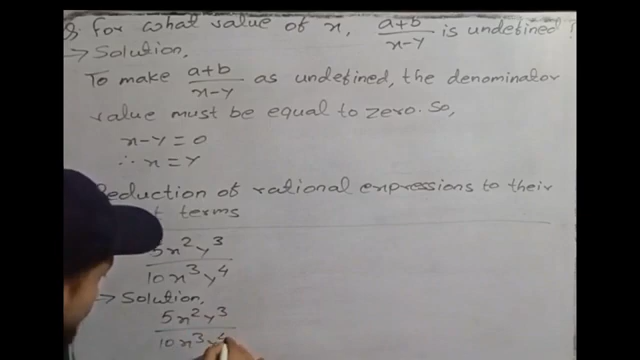 Q. For what value of x, a+b/x-y is undefined?
→ Solution,
To make a+b/x-y as undefined, the denominator
value must be equal to zero. So,
x-y = 0
∴ x = y
Reduction of rational expressions to their
terms
5x²y³/10x³y⁴
→ Solution,
5x²y³/10x³y⁴